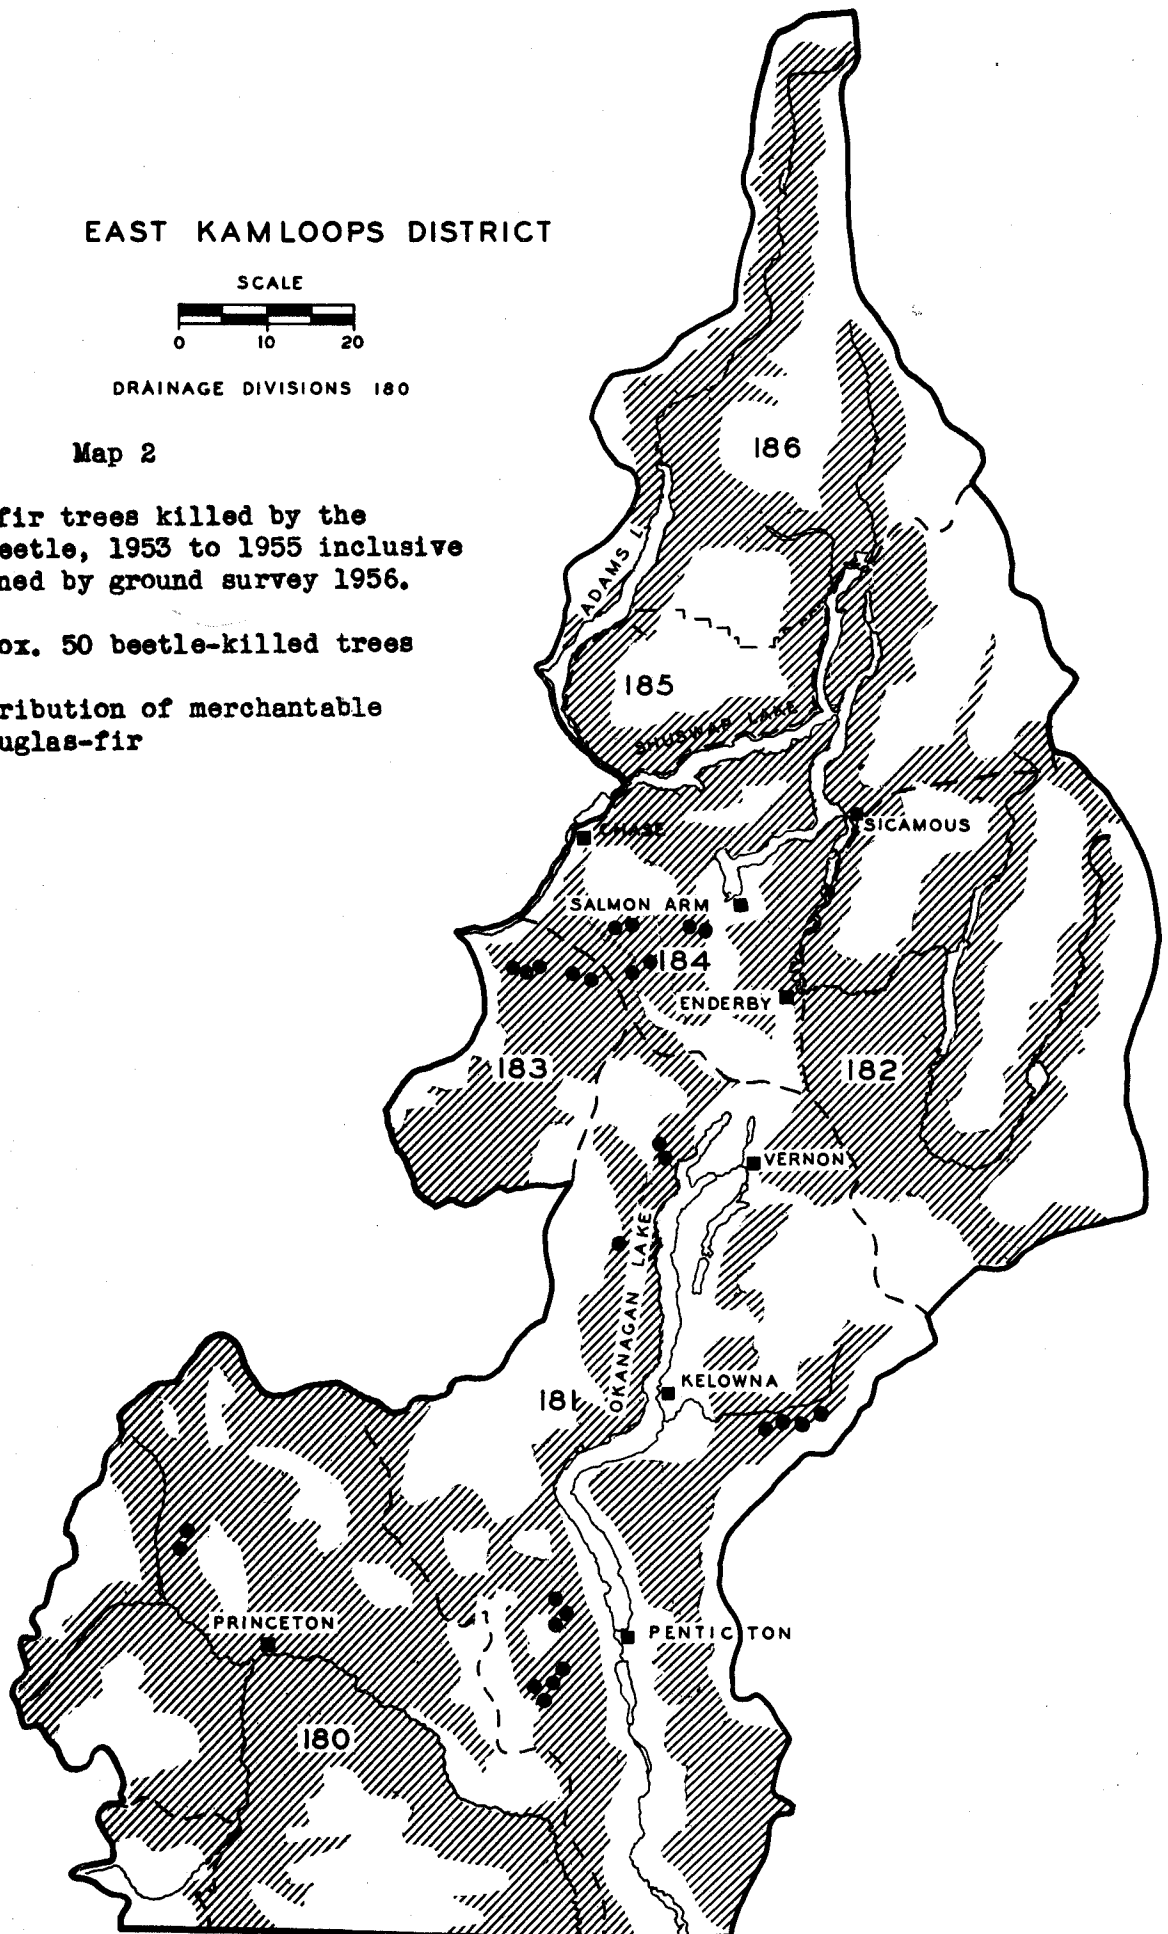 EAST KAMLOOPS DISTRICT
SCALE
0 10 20
DRAINAGE DIVISIONS 180
Map 2
fir trees killed by the
eetle, 1953 to 1955 inclusive
ned by ground survey 1956.
ox. 50 beetle-killed trees
ribution of merchantable
uglas-fir
186
ADAMS L.
185
SHUSWAP LAKE
CHASE
SICAMOUS
SALMON ARM
184
ENDERBY
183
182
VERNON
OKANAGAN LAKE
KELOWNA
181
PRINCETON
PENTICTON
180